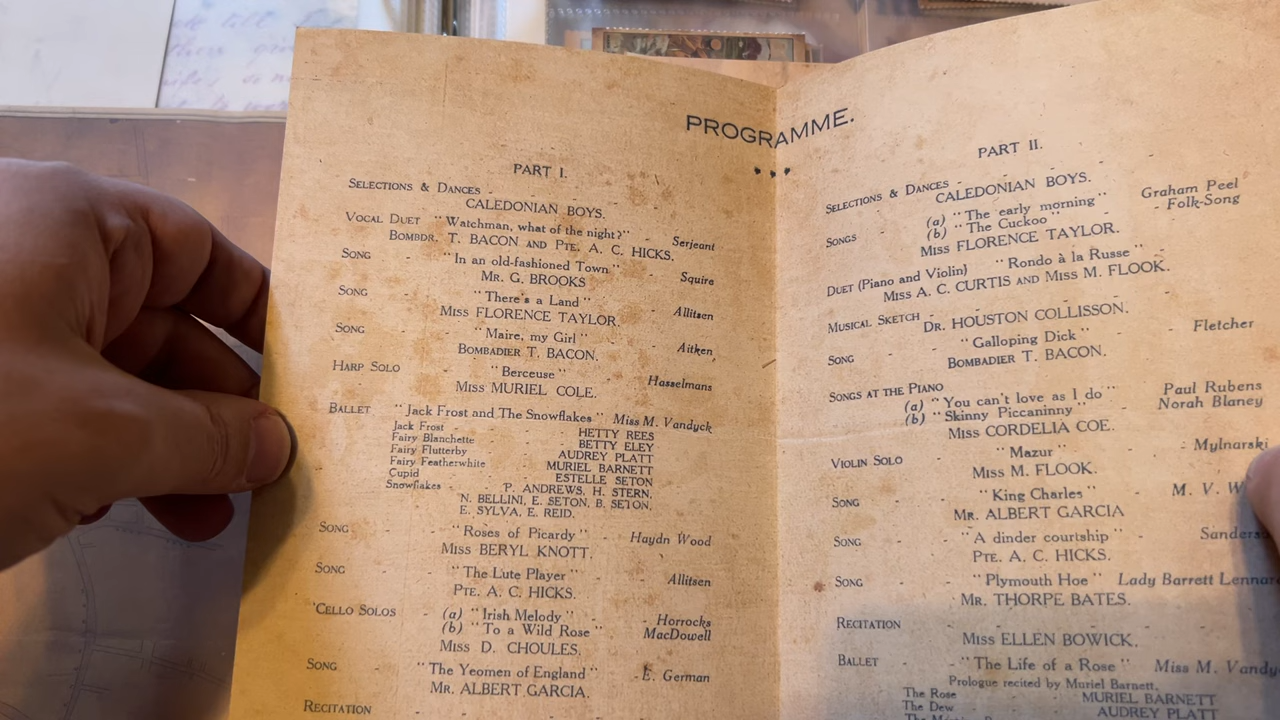 PROGRAMME.
PART I.
SELECTIONS & DANCES -
CALEDONIAN BOYS.
VOCAL DUET "Watchman, what of the night?" - Serjeant
BOMBDR. T. BACON AND PTE. A. C. HICKS.
SONG - "In an old-fashioned Town" - Squire
MR. G. BROOKS
SONG - - "There's a Land" - - Allitsen
MISS FLORENCE TAYLOR.
SONG - - "Maire, my Girl" - - Aitken
BOMBADIER T. BACON.
HARP SOLO - "Berceuse" - - Hasselmans
MISS MURIEL COLE.
BALLET - "Jack Frost and The Snowflakes" Miss M. Vandyck
Jack Frost - - HETTY REES
Fairy Blanchette BETTY ELEY
Fairy Flutterby AUDREY PLATT
Fairy Featherwhite MURIEL BARNETT
Cupid - - ESTELLE SETON
Snowflakes - P. ANDREWS, H. STERN,
N. BELLINI, E. SETON, B. SETON,
E. SYLVA, E. REID.
SONG - - "Roses of Picardy" - Haydn Wood
MISS BERYL KNOTT.
SONG - - "The Lute Player" - Allitsen
PTE. A. C. HICKS.
'CELLO SOLOS (a) "Irish Melody" - Horrocks
(b) "To a Wild Rose" MacDowell
MISS D. CHOULES.
SONG - "The Yeomen of England" - E. German
MR. ALBERT GARCIA.
RECITATION
PART II.
SELECTIONS & DANCES -
CALEDONIAN BOYS.
SONGS - (a) "The early morning" Graham Peel
(b) "The Cuckoo" - Folk-Song
MISS FLORENCE TAYLOR.
DUET (Piano and Violin) "Rondo à la Russe" -
MISS A. C. CURTIS AND MISS M. FLOOK.
MUSICAL SKETCH -
DR. HOUSTON COLLISSON.
SONG - - "Galloping Dick" - Fletcher
BOMBADIER T. BACON.
SONGS AT THE PIANO
(a) "You can't love as I do" Paul Rubens
(b) "Skinny Piccaninny" Norah Blaney
MISS CORDELIA COE.
VIOLIN SOLO - "Mazur" - - Mylnarski
MISS M. FLOOK.
SONG - - "King Charles" - M. V.
MR. ALBERT GARCIA
SONG - - "A dinder courtship" -
PTE. A. C. HICKS.
SONG - - "Plymouth Hoe" Lady Barrett
MR. THORPE BATES.
RECITATION - - - - -
MISS ELLEN BOWICK.
BALLET - - "The Life of a Rose" Miss M.
Prologue recited by Muriel Barnett.
The Rose - - MURIEL BARNETT
The Dew - - AUDREY PLATT